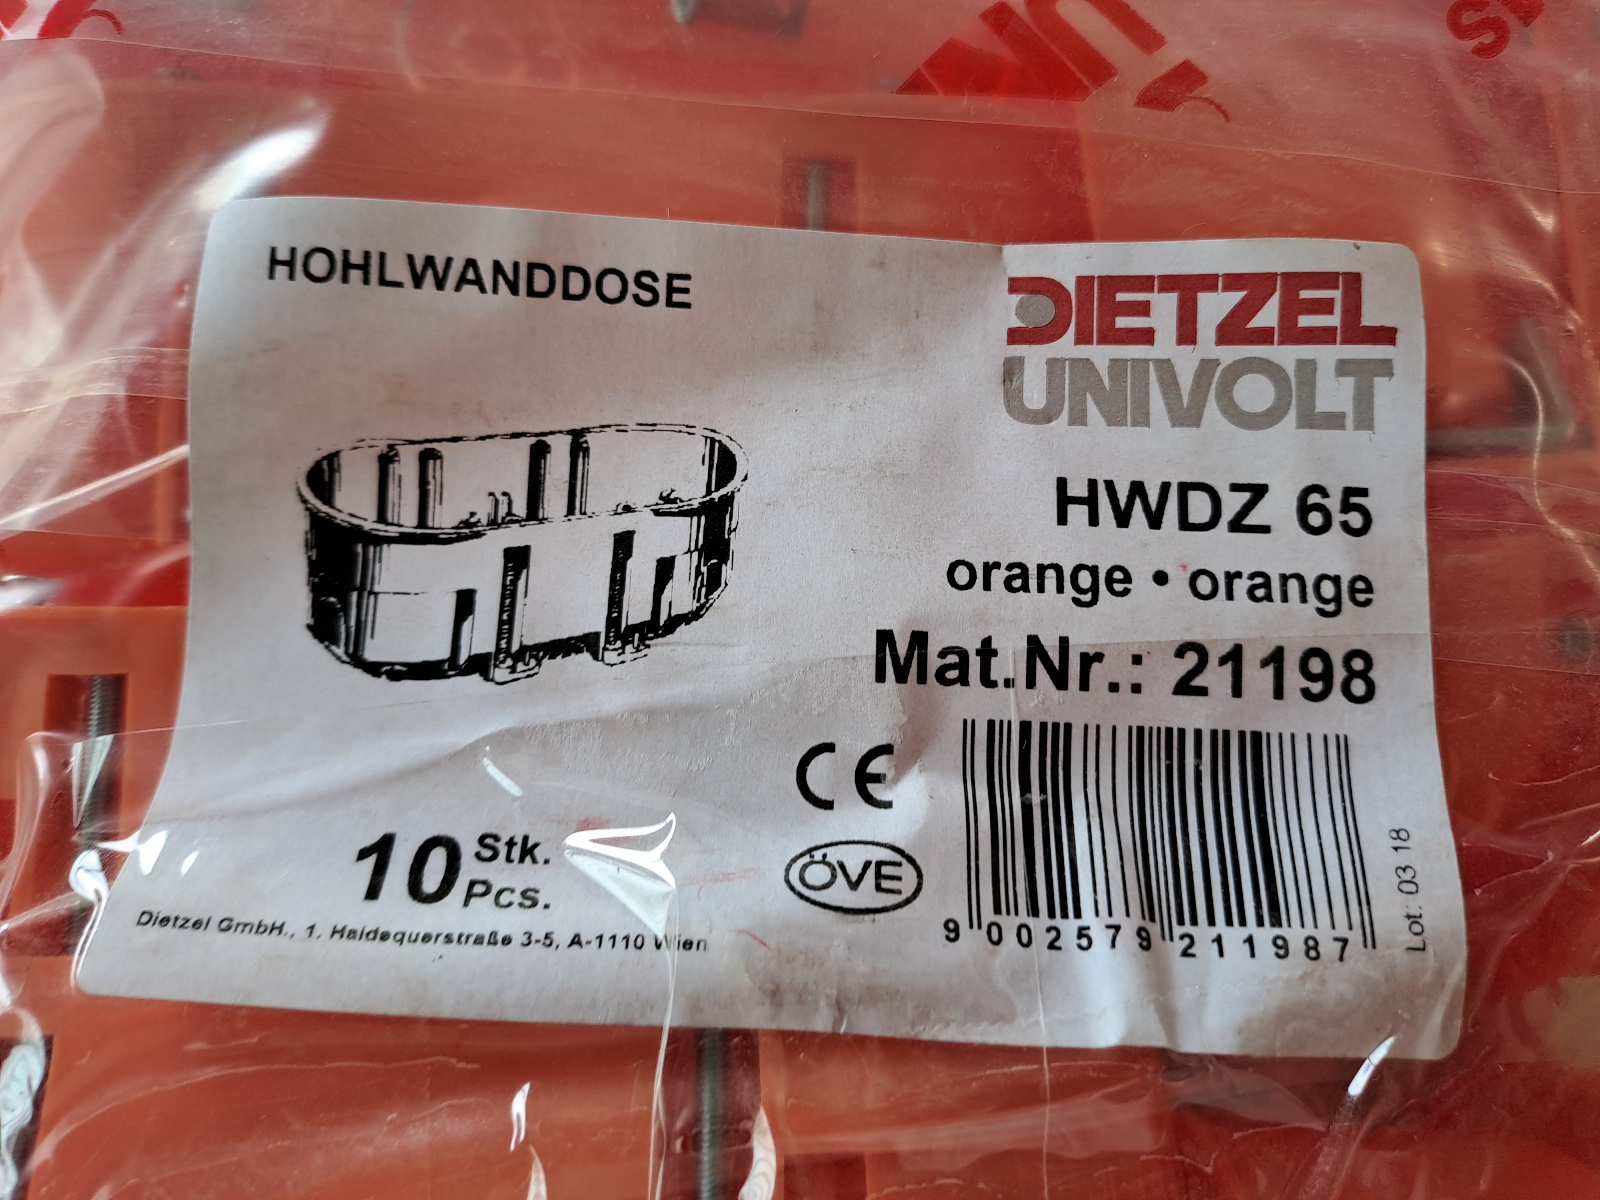 HOHLWANDDOSE
DIETZEL
UNIVOLT
HWDZ 65
orange • orange
Mat.Nr.: 21198
CE
ÖVE
10 Stk.
Pcs.
Dietzel GmbH., 1. Haidequerstraße 3-5, A-1110 Wien
9 002579 211987
Lot: 03 18